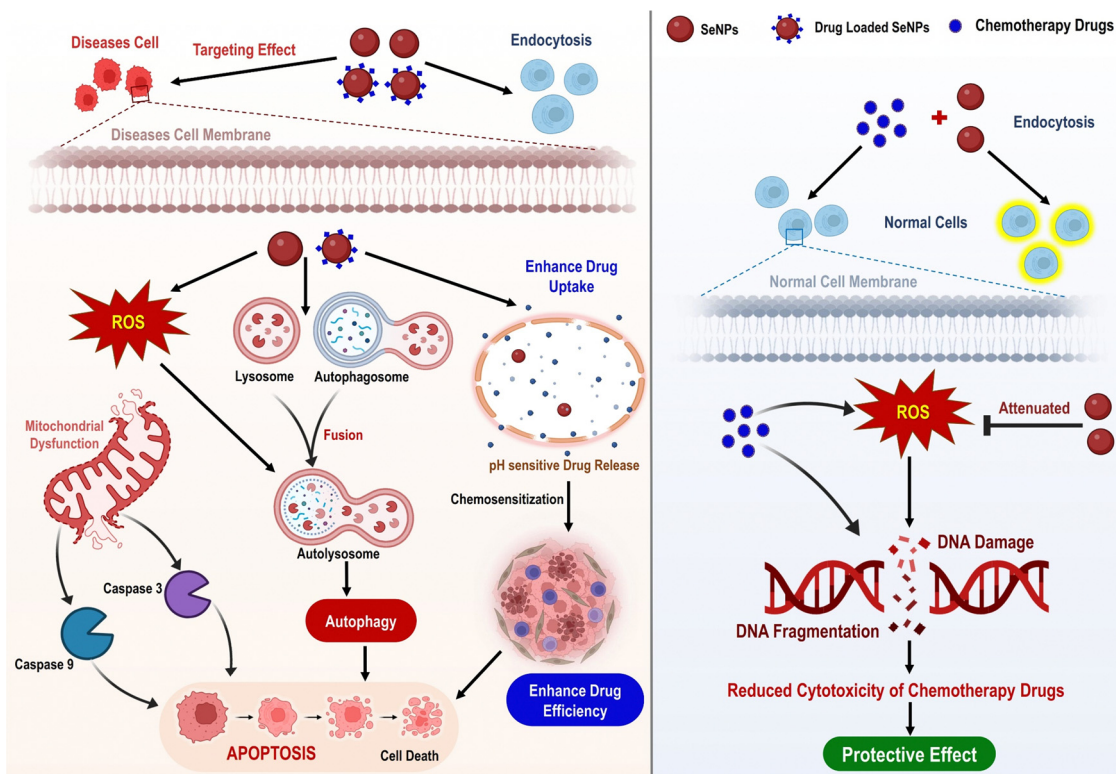 Diseases Cell
Targeting Effect
Endocytosis
Diseases Cell Membrane
Enhance Drug
Uptake
ROS
Lysosome
Autophagosome
Mitochondrial
Dysfunction
Fusion
pH sensitive Drug Release
Chemosensitization
Autolysosome
Caspase 3
Autophagy
Caspase 9
Enhance Drug
Efficiency
APOPTOSIS
Cell Death
SeNPs
Drug Loaded SeNPs
Chemotherapy Drugs
+
Endocytosis
Normal Cells
Normal Cell Membrane
ROS
Attenuated
DNA Damage
DNA Fragmentation
Reduced Cytotoxicity of Chemotherapy Drugs
Protective Effect